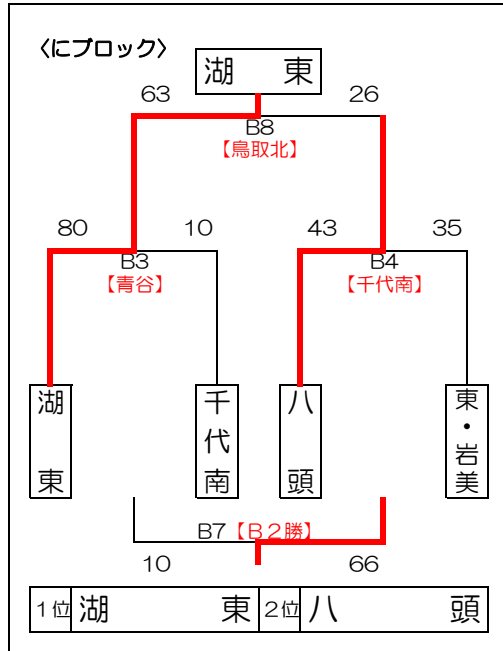 〈にブロック〉
湖 東
63 26
B8
【鳥取北】
80 10 43 35
B3 B4
【青谷】 【千代南】
湖東 千代南 八頭 東・岩美
B7【B2勝】
10 66
1位 湖 東 2位 八 頭